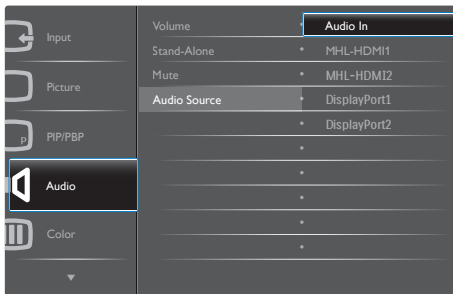 Input
Picture
P
PIP/PBP
Audio
Color
Volume
Stand-Alone
Mute
Audio Source
Audio In
MHL-HDMI1
MHL-HDMI2
DisplayPort1
DisplayPort2